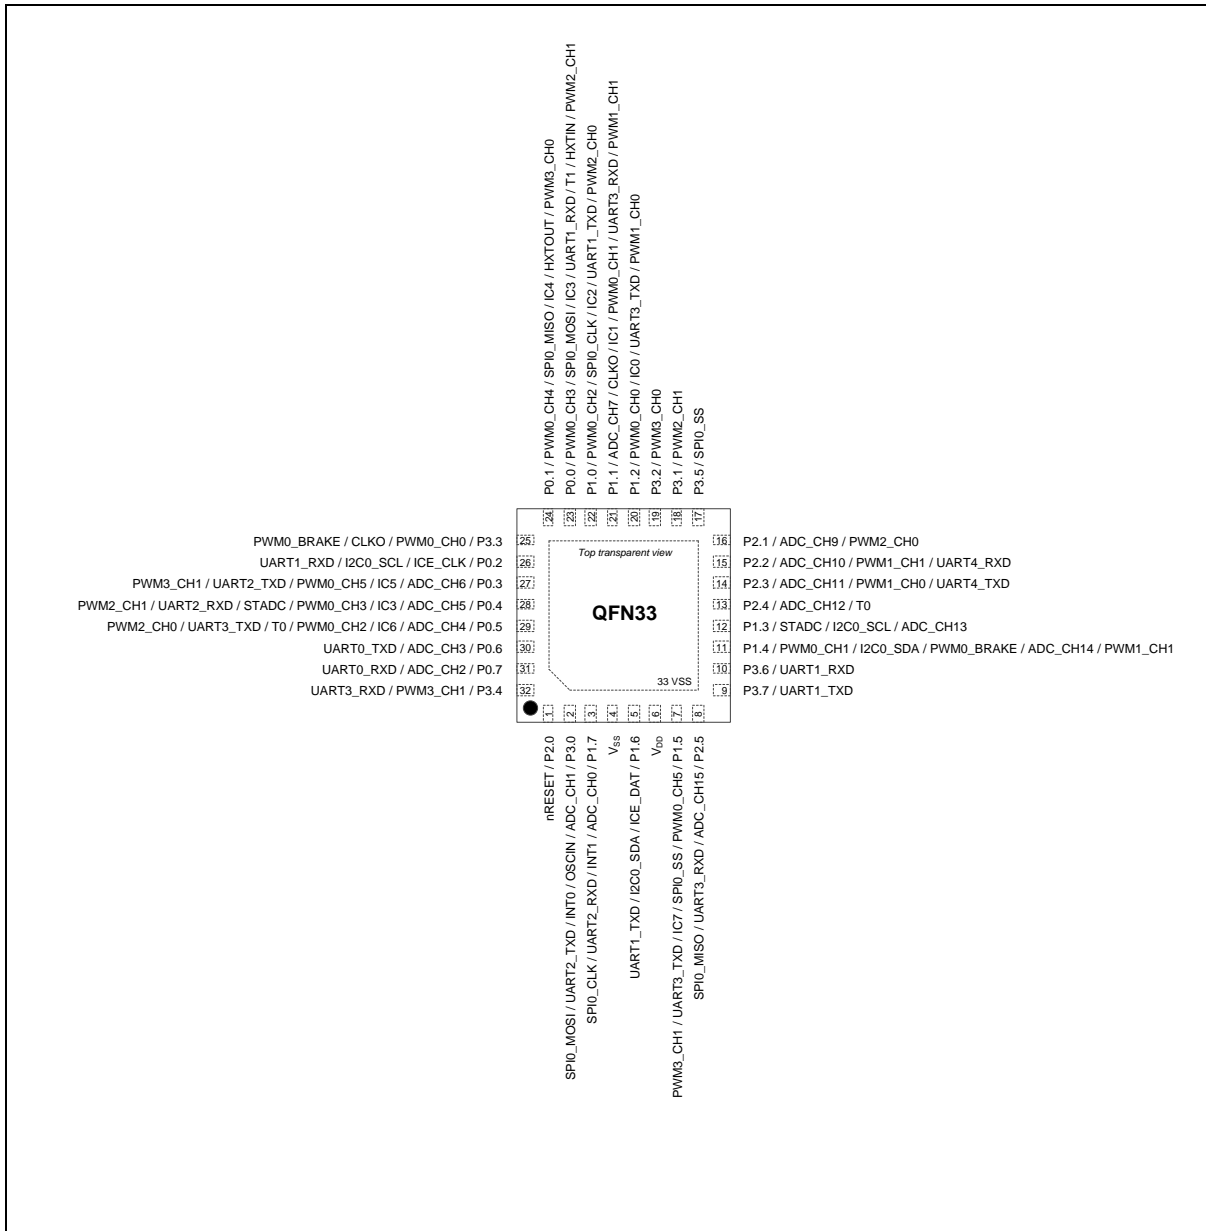 P0.1 / PWM0_CH4 / SPI0_MISO / IC4 / HXTOUT / PWM3_CH0
P0.0 / PWM0_CH3 / SPI0_MOSI / IC3 / UART1_RXD / T1 / HXTIN / PWM2_CH1
P1.0 / PWM0_CH2 / SPI0_CLK / IC2 / UART1_TXD / PWM2_CH0
P1.1 / ADC_CH7 / CLKO / IC1 / PWM0_CH1 / UART3_RXD / PWM1_CH1
P1.2 / PWM0_CH0 / IC0 / UART3_TXD / PWM1_CH0
P3.2 / PWM3_CH0
P3.1 / PWM2_CH1
P3.5 / SPI0_SS
24 23 22 21 20 19 18 17
PWM0_BRAKE / CLKO / PWM0_CH0 / P3.3 25
UART1_RXD / I2C0_SCL / ICE_CLK / P0.2 26
PWM3_CH1 / UART2_TXD / PWM0_CH5 / IC5 / ADC_CH6 / P0.3 27
PWM2_CH1 / UART2_RXD / STADC / PWM0_CH3 / IC3 / ADC_CH5 / P0.4 28
PWM2_CH0 / UART3_TXD / T0 / PWM0_CH2 / IC6 / ADC_CH4 / P0.5 29
UART0_TXD / ADC_CH3 / P0.6 30
UART0_RXD / ADC_CH2 / P0.7 31
UART3_RXD / PWM3_CH1 / P3.4 32
Top transparent view
QFN33
33 VSS
16 P2.1 / ADC_CH9 / PWM2_CH0
15 P2.2 / ADC_CH10 / PWM1_CH1 / UART4_RXD
14 P2.3 / ADC_CH11 / PWM1_CH0 / UART4_TXD
13 P2.4 / ADC_CH12 / T0
12 P1.3 / STADC / I2C0_SCL / ADC_CH13
11 P1.4 / PWM0_CH1 / I2C0_SDA / PWM0_BRAKE / ADC_CH14 / PWM1_CH1
10 P3.6 / UART1_RXD
9 P3.7 / UART1_TXD
1 2 3 4 5 6 7 8
nRESET / P2.0
SPI0_MOSI / UART2_TXD / INT0 / OSCIN / ADC_CH1 / P3.0
SPI0_CLK / UART2_RXD / INT1 / ADC_CH0 / P1.7
VSS
UART1_TXD / I2C0_SDA / ICE_DAT / P1.6
VDD
PWM3_CH1 / UART3_TXD / IC7 / SPI0_SS / PWM0_CH5 / P1.5
SPI0_MISO / UART3_RXD / ADC_CH15 / P2.5